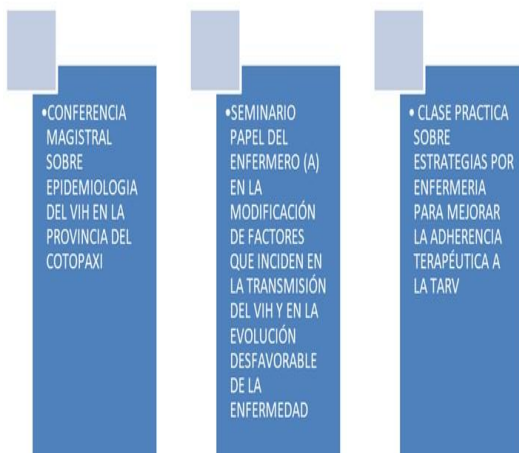 •CONFERENCIA
MAGISTRAL
SOBRE
EPIDEMIOLOGIA
DEL VIH EN LA
PROVINCIA DEL
COTOPAXI
•SEMINARIO
PAPEL DEL
ENFERMERO (A)
EN LA
MODIFICACIÓN
DE FACTORES
QUE INCIDEN EN
LA TRANSMISIÓN
DEL VIH Y EN LA
EVOLUCIÓN
DESFAVORABLE
DE LA
ENFERMEDAD
• CLASE PRACTICA
SOBRE
ESTRATEGIAS POR
ENFERMERIA
PARA MEJORAR
LA ADHERENCIA
TERAPÉUTICA A
LA TARV